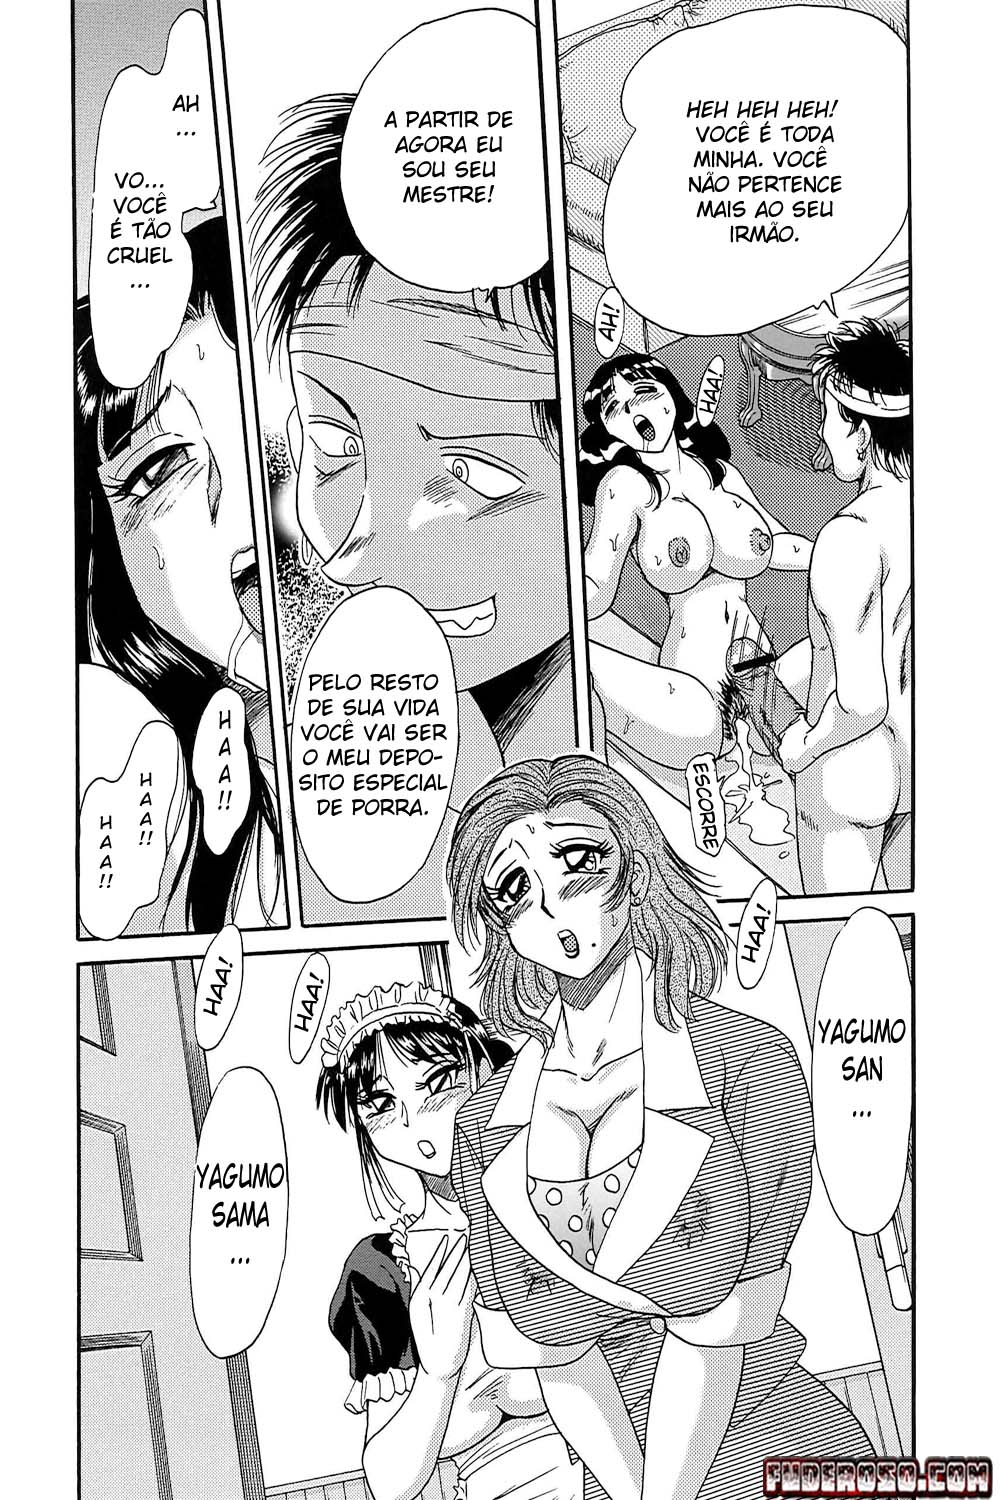 HEH HEH HEH!
VOCÊ É TODA
MINHA. VOCÊ
NÃO PERTENCE
MAIS AO SEU
IRMÃO.
AH!
HAA!
ESCORRE
A PARTIR DE
AGORA EU
SOU SEU
MESTRE!
PELO RESTO
DE SUA VIDA
VOCÊ VAI SER
O MEU DEPO-
SITO ESPECIAL
DE PORRA.
AH
...
VO...
VOCÊ
É TÃO
CRUEL
...
HAA!!
HAA!!
HAA!!
HAA!
YAGUMO
SAN
...
HAA!
HAA!
YAGUMO
SAMA
...
FUDEROSO.COM